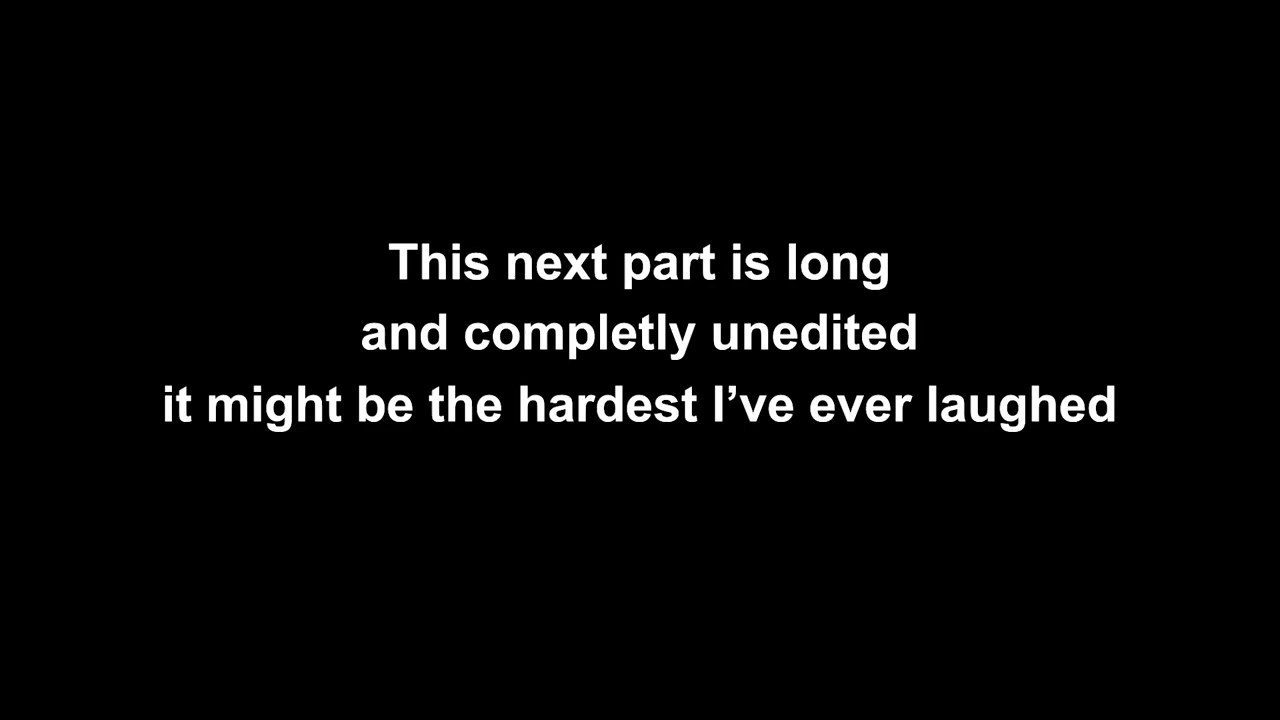 This next part is long
and completly unedited
it might be the hardest I’ve ever laughed